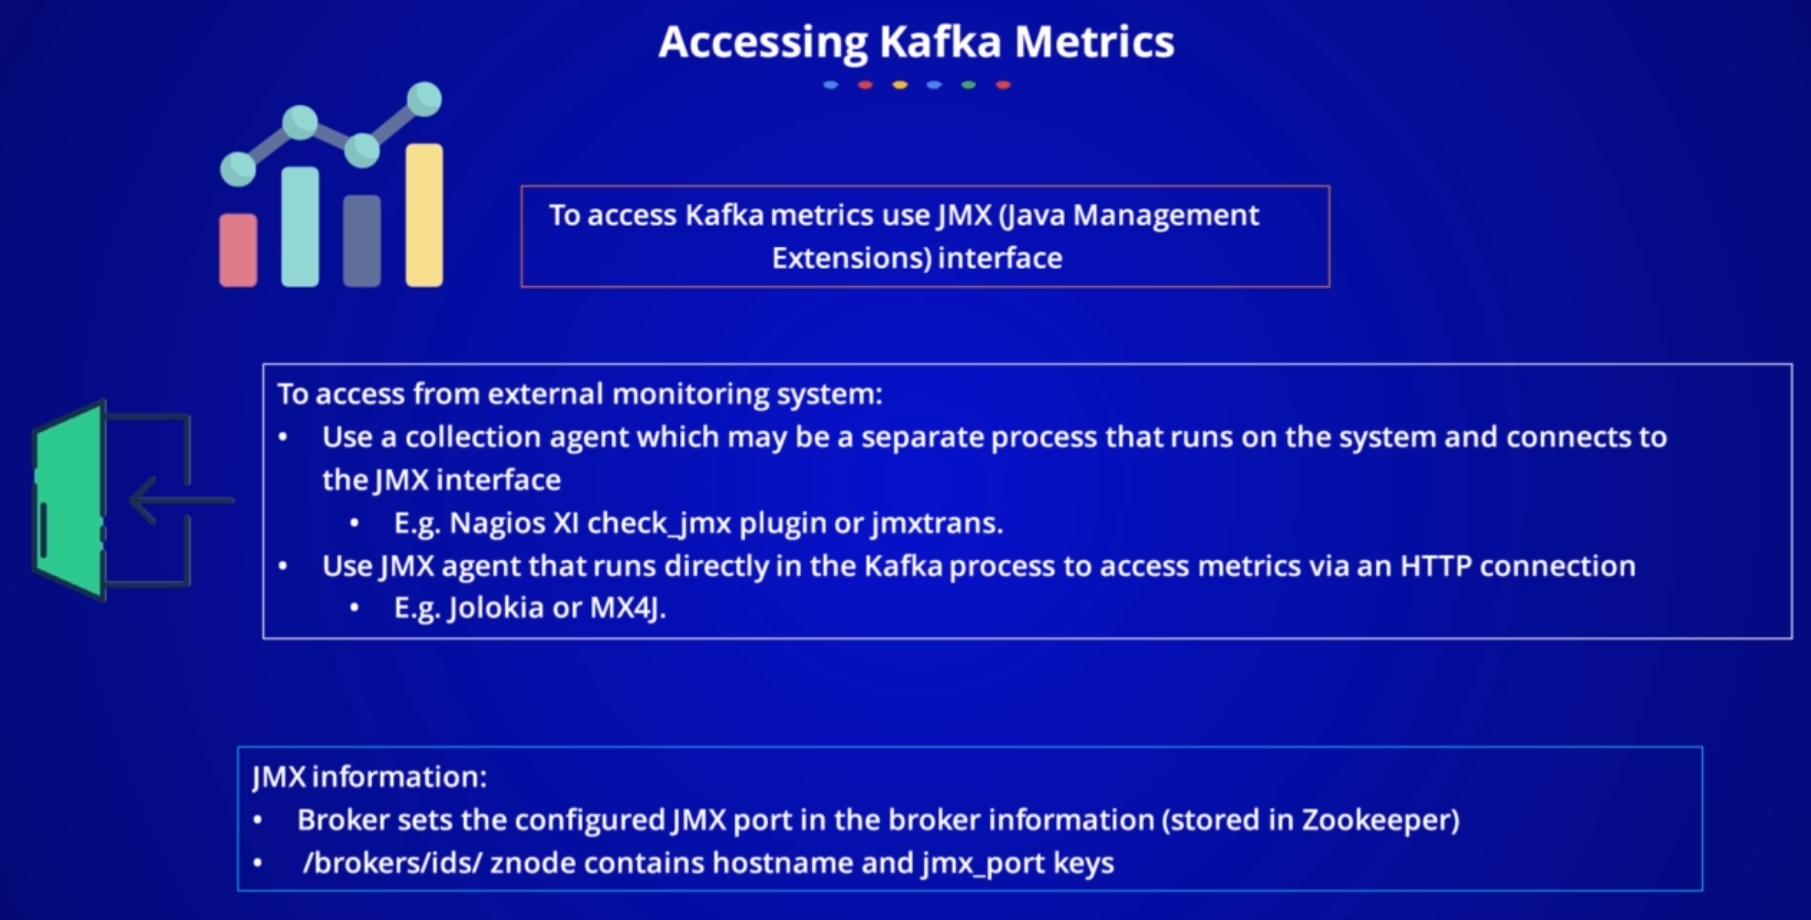 Accessing Kafka Metrics
To access Kafka metrics use JMX (Java Management
Extensions) interface
To access from external monitoring system:
• Use a collection agent which may be a separate process that runs on the system and connects to
the JMX interface
• E.g. Nagios XI check_jmx plugin or jmxtrans.
• Use JMX agent that runs directly in the Kafka process to access metrics via an HTTP connection
• E.g. Jolokia or MX4J.
JMX information:
• Broker sets the configured JMX port in the broker information (stored in Zookeeper)
• /brokers/ids/ znode contains hostname and jmx_port keys